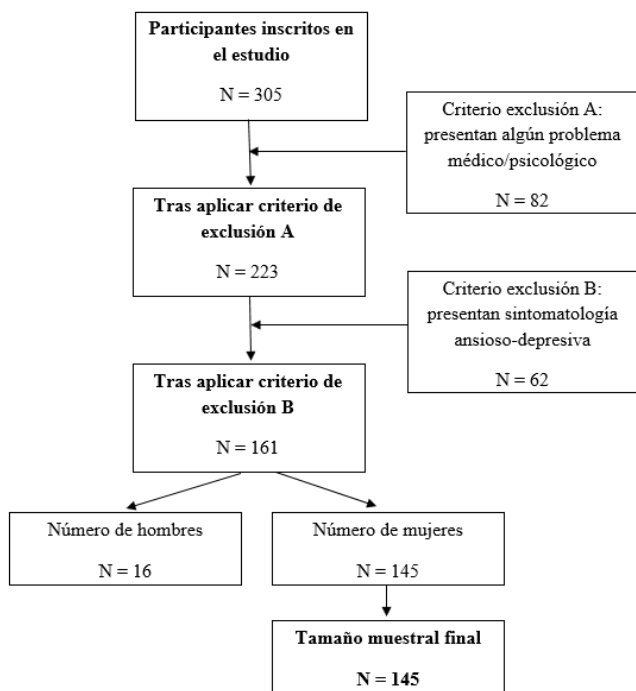 Participantes inscritos en
el estudio
N = 305
Criterio exclusión A:
presentan algún problema
médico/psicológico
N = 82
Tras aplicar criterio de
exclusión A
N = 223
Criterio exclusión B:
presentan sintomatología
ansioso-depresiva
N = 62
Tras aplicar criterio de
exclusión B
N = 161
Número de hombres
N = 16
Número de mujeres
N = 145
Tamaño muestral final
N = 145